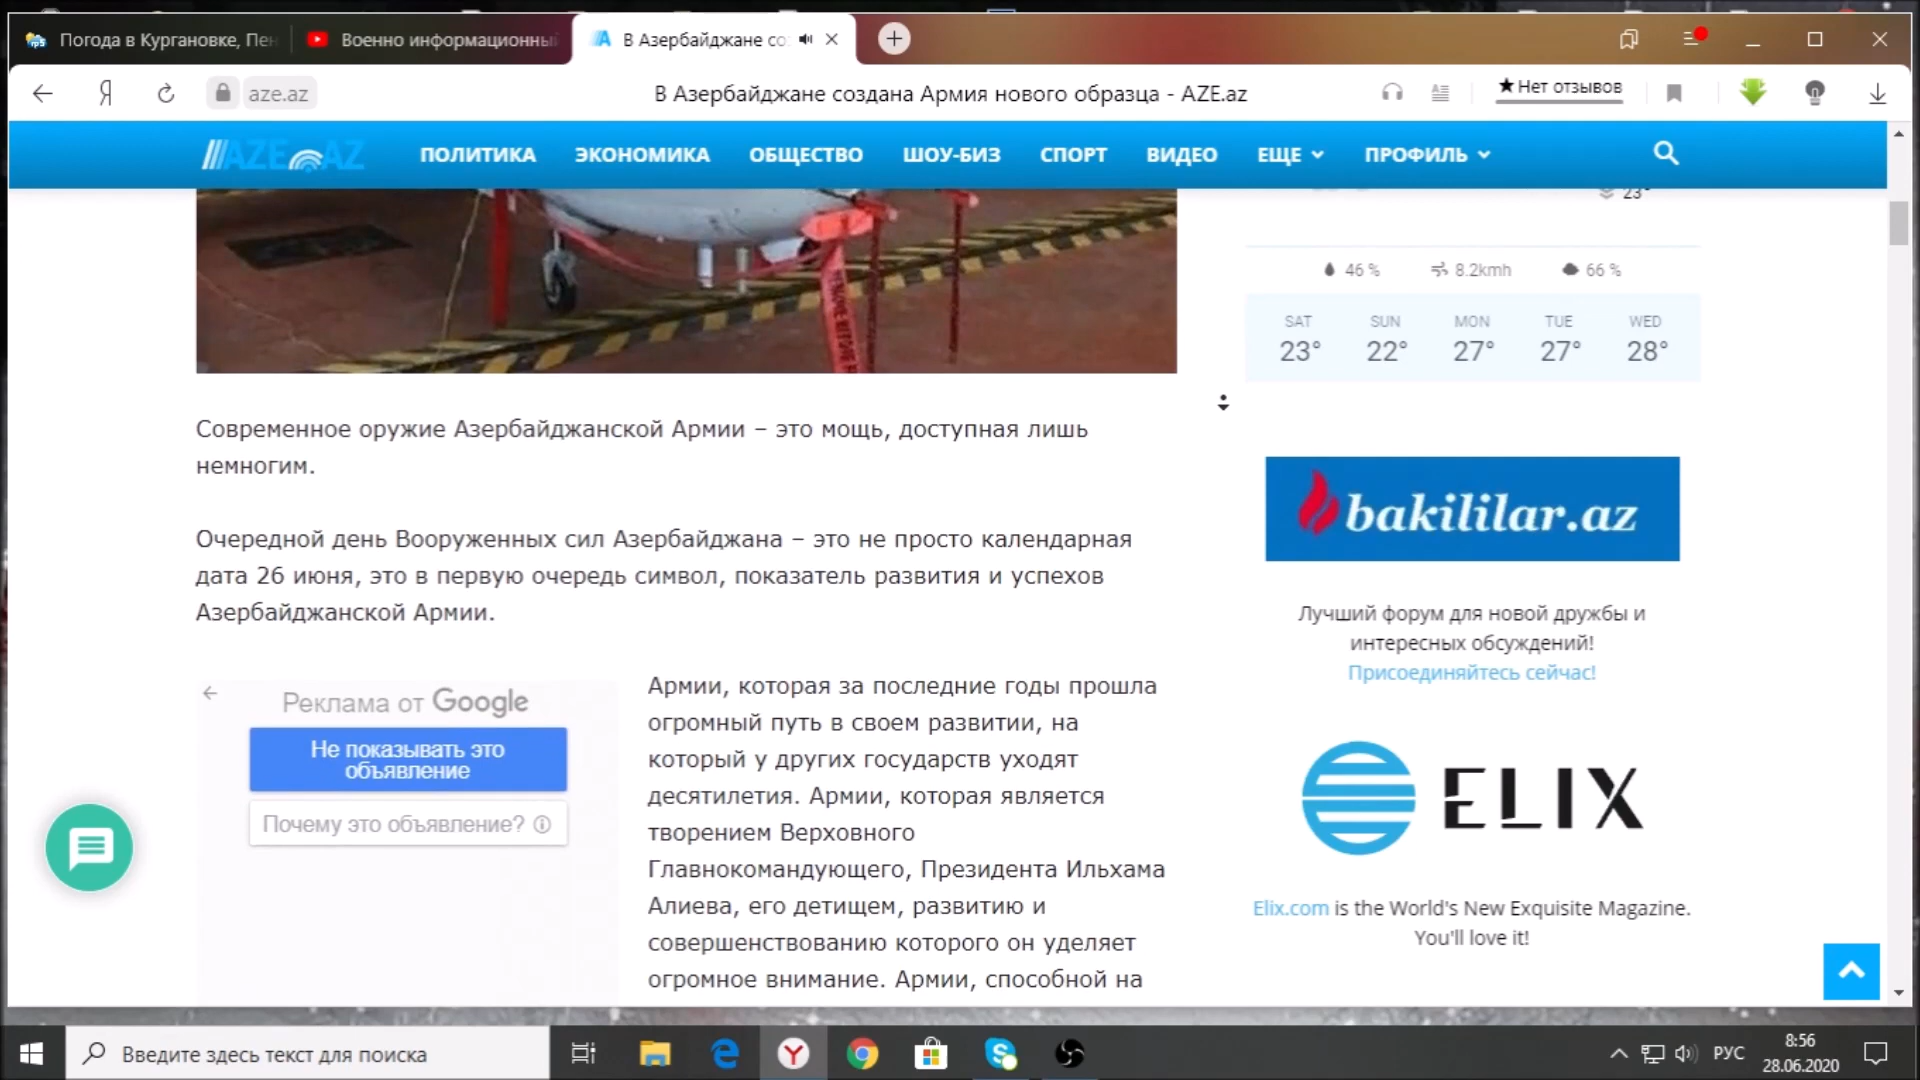 Погода в Кургановке, Пен
Военно информационный
В Азербайджане со
aze.az
В Азербайджане создана Армия нового образца - AZE.az
★Нет отзывов
AZE AZ
ПОЛИТИКА
ЭКОНОМИКА
ОБЩЕСТВО
ШОУ-БИЗ
СПОРТ
ВИДЕО
ЕЩЕ
ПРОФИЛЬ
23°
46 %
8.2kmh
66 %
SAT SUN MON TUE WED
23° 22° 27° 27° 28°
Современное оружие Азербайджанской Армии – это мощь, доступная лишь
немногим.
Очередной день Вооруженных сил Азербайджана – это не просто календарная
дата 26 июня, это в первую очередь символ, показатель развития и успехов
Азербайджанской Армии.
Реклама от Google
Не показывать это
объявление
Почему это объявление?
Армии, которая за последние годы прошла
огромный путь в своем развитии, на
который у других государств уходят
десятилетия. Армии, которая является
творением Верховного
Главнокомандующего, Президента Ильхама
Алиева, его детищем, развитию и
совершенствованию которого он уделяет
огромное внимание. Армии, способной на
bakililar.az
Лучший форум для новой дружбы и
интересных обсуждений!
Присоединяйтесь сейчас!
ELIX
Elix.com is the World's New Exquisite Magazine.
You'll love it!
Введите здесь текст для поиска
РУС
8:56
28.06.2020